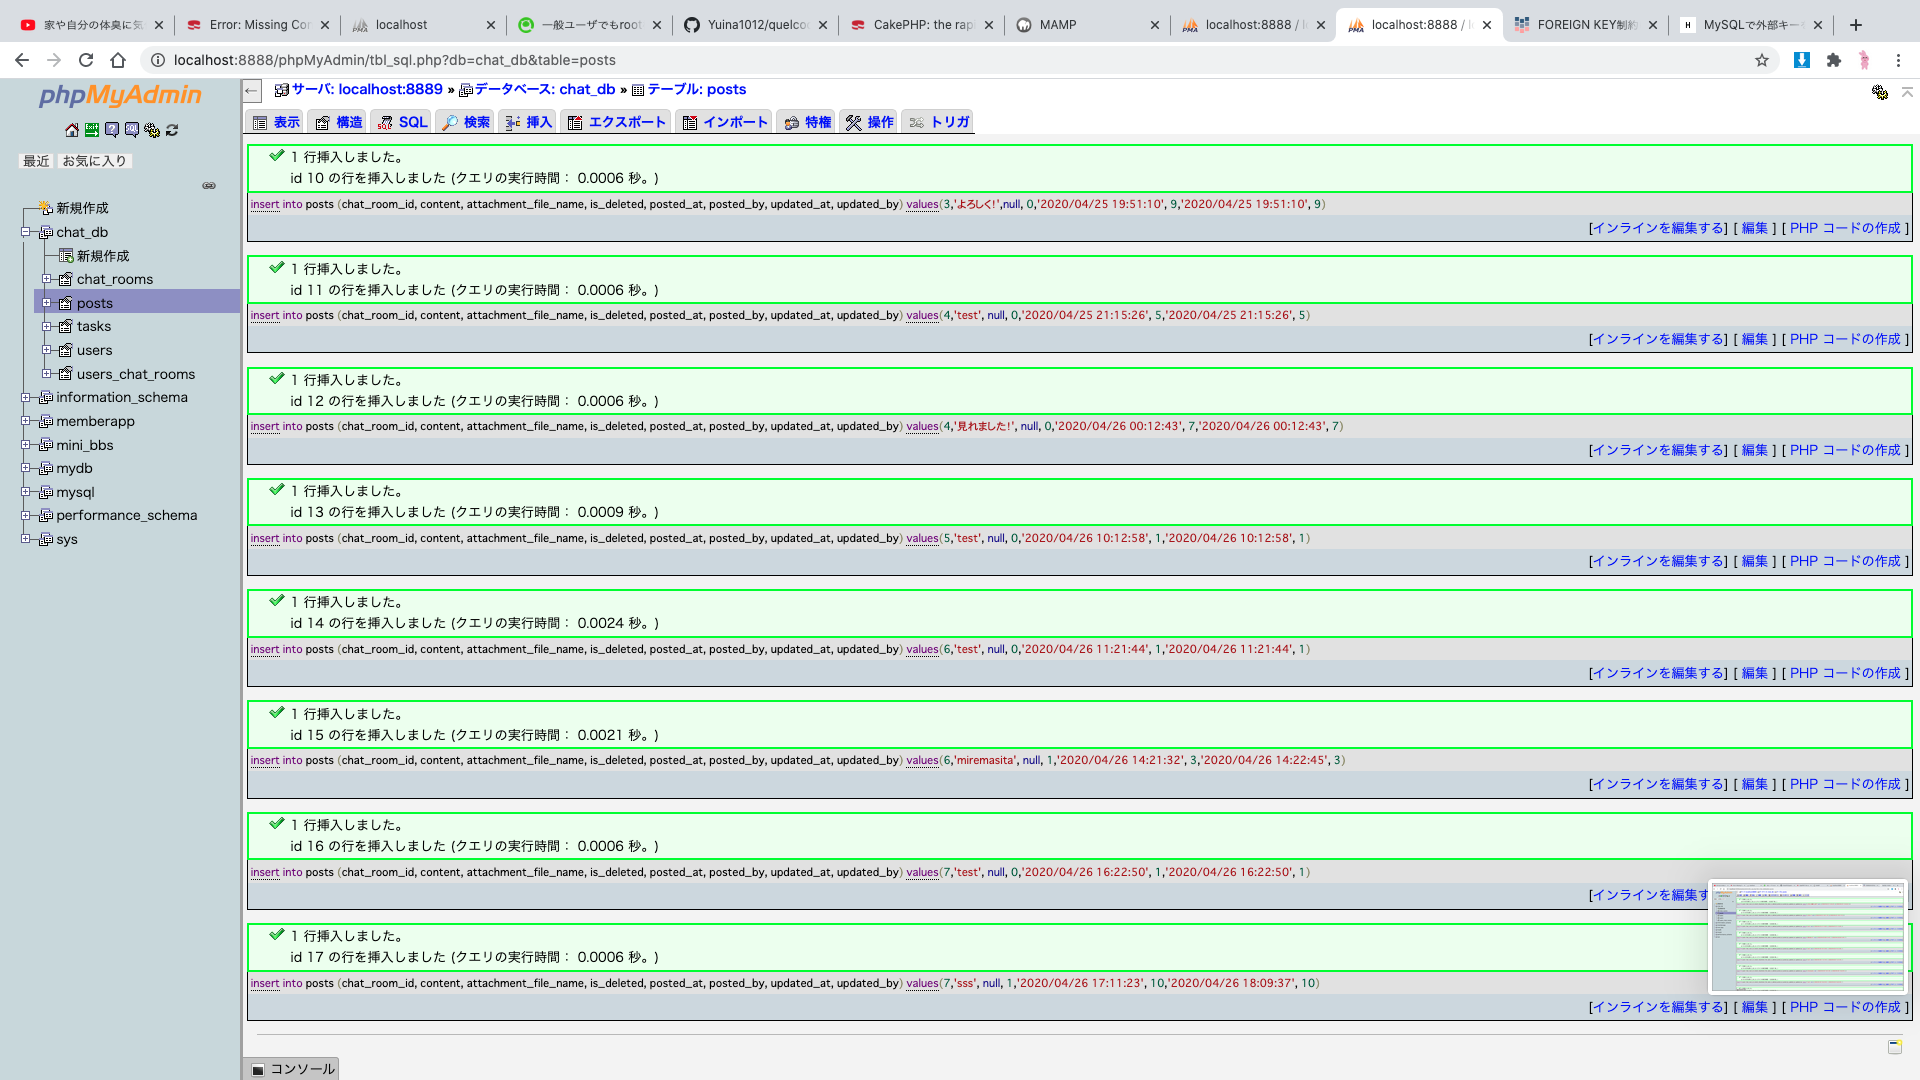 家や自分の体臭に気
Error: Missing Cor
localhost
一般ユーザでもroot
Yuina1012/quelco
CakePHP: the rap
MAMP
localhost:8888 / lo
localhost:8888 / lo
FOREIGN KEY制約
MySQLで外部キー
localhost:8888/phpMyAdmin/tbl_sql.php?db=chat_db&table=posts
phpMyAdmin
最近 お気に入り
新規作成
chat_db
新規作成
chat_rooms
posts
tasks
users
users_chat_rooms
information_schema
memberapp
mini_bbs
mydb
mysql
performance_schema
sys
サーバ: localhost:8889 » データベース: chat_db » テーブル: posts
表示 構造 SQL 検索 挿入 エクスポート インポート 特権 操作 トリガ
1 行挿入しました。
id 10 の行を挿入しました (クエリの実行時間： 0.0006 秒。)
insert into posts (chat_room_id, content, attachment_file_name, is_deleted, posted_at, posted_by, updated_at, updated_by) values(3,'よろしく!',null, 0,'2020/04/25 19:51:10', 9,'2020/04/25 19:51:10', 9)
[インラインを編集する] [ 編集 ] [ PHP コードの作成 ]
1 行挿入しました。
id 11 の行を挿入しました (クエリの実行時間： 0.0006 秒。)
insert into posts (chat_room_id, content, attachment_file_name, is_deleted, posted_at, posted_by, updated_at, updated_by) values(4,'test', null, 0,'2020/04/25 21:15:26', 5,'2020/04/25 21:15:26', 5)
[インラインを編集する] [ 編集 ] [ PHP コードの作成 ]
1 行挿入しました。
id 12 の行を挿入しました (クエリの実行時間： 0.0006 秒。)
insert into posts (chat_room_id, content, attachment_file_name, is_deleted, posted_at, posted_by, updated_at, updated_by) values(4,'見れました!', null, 0,'2020/04/26 00:12:43', 7,'2020/04/26 00:12:43', 7)
[インラインを編集する] [ 編集 ] [ PHP コードの作成 ]
1 行挿入しました。
id 13 の行を挿入しました (クエリの実行時間： 0.0009 秒。)
insert into posts (chat_room_id, content, attachment_file_name, is_deleted, posted_at, posted_by, updated_at, updated_by) values(5,'test', null, 0,'2020/04/26 10:12:58', 1,'2020/04/26 10:12:58', 1)
[インラインを編集する] [ 編集 ] [ PHP コードの作成 ]
1 行挿入しました。
id 14 の行を挿入しました (クエリの実行時間： 0.0024 秒。)
insert into posts (chat_room_id, content, attachment_file_name, is_deleted, posted_at, posted_by, updated_at, updated_by) values(6,'test', null, 0,'2020/04/26 11:21:44', 1,'2020/04/26 11:21:44', 1)
[インラインを編集する] [ 編集 ] [ PHP コードの作成 ]
1 行挿入しました。
id 15 の行を挿入しました (クエリの実行時間： 0.0021 秒。)
insert into posts (chat_room_id, content, attachment_file_name, is_deleted, posted_at, posted_by, updated_at, updated_by) values(6,'miremasita', null, 1,'2020/04/26 14:21:32', 3,'2020/04/26 14:22:45', 3)
[インラインを編集する] [ 編集 ] [ PHP コードの作成 ]
1 行挿入しました。
id 16 の行を挿入しました (クエリの実行時間： 0.0006 秒。)
insert into posts (chat_room_id, content, attachment_file_name, is_deleted, posted_at, posted_by, updated_at, updated_by) values(7,'test', null, 0,'2020/04/26 16:22:50', 1,'2020/04/26 16:22:50', 1)
[インラインを編集す
1 行挿入しました。
id 17 の行を挿入しました (クエリの実行時間： 0.0006 秒。)
insert into posts (chat_room_id, content, attachment_file_name, is_deleted, posted_at, posted_by, updated_at, updated_by) values(7,'sss', null, 1,'2020/04/26 17:11:23', 10,'2020/04/26 18:09:37', 10)
[インラインを編集する] [ 編集 ] [ PHP コードの作成 ]
コンソール